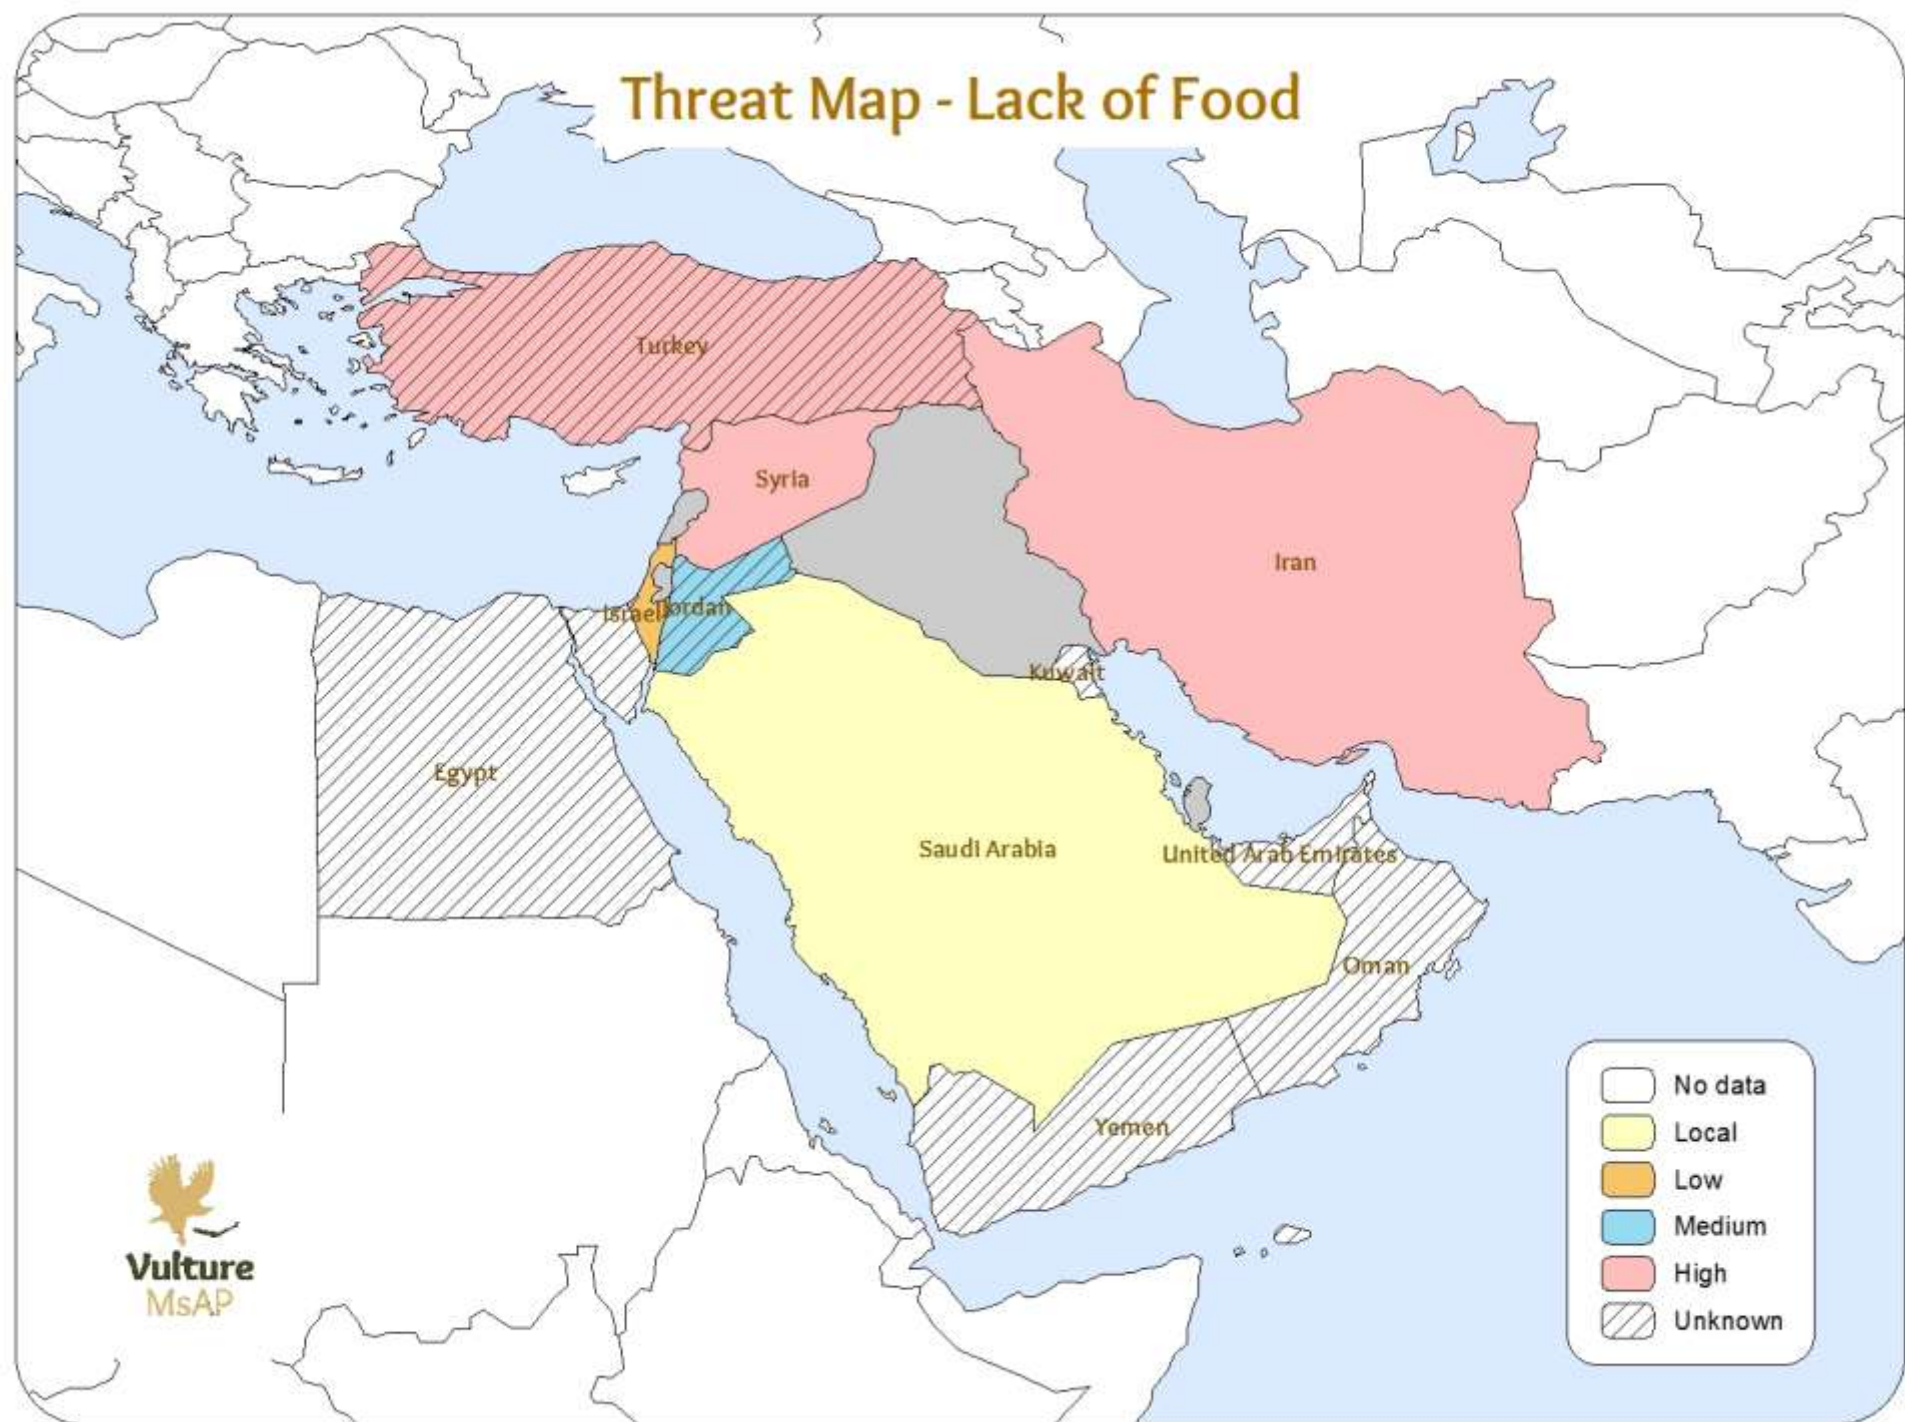 Threat Map - Lack of Food
Turkey
Syria
Iran
Israel
Jordan
Kuwait
Egypt
Saudi Arabia
United Arab Emirates
Oman
Yemen
No data
Local
Low
Medium
High
Unknown
Vulture
MsAP